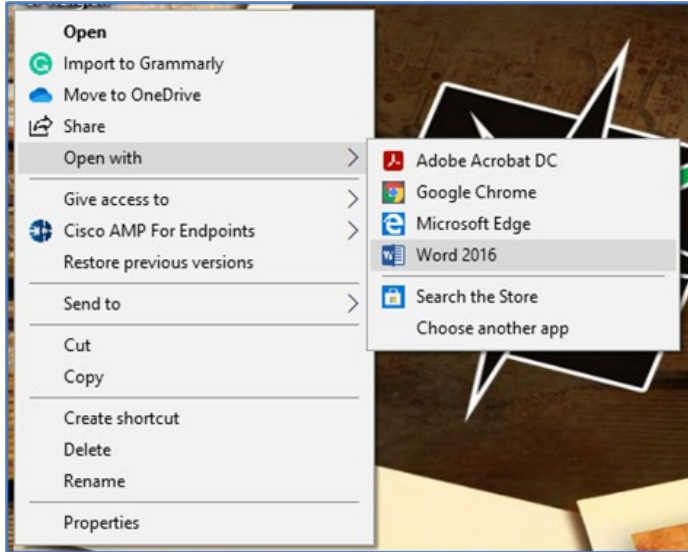 Open
Import to Grammarly
Move to OneDrive
Share
Open with
Give access to
Cisco AMP For Endpoints
Restore previous versions
Send to
Cut
Copy
Create shortcut
Delete
Rename
Properties
Adobe Acrobat DC
Google Chrome
Microsoft Edge
Word 2016
Search the Store
Choose another app